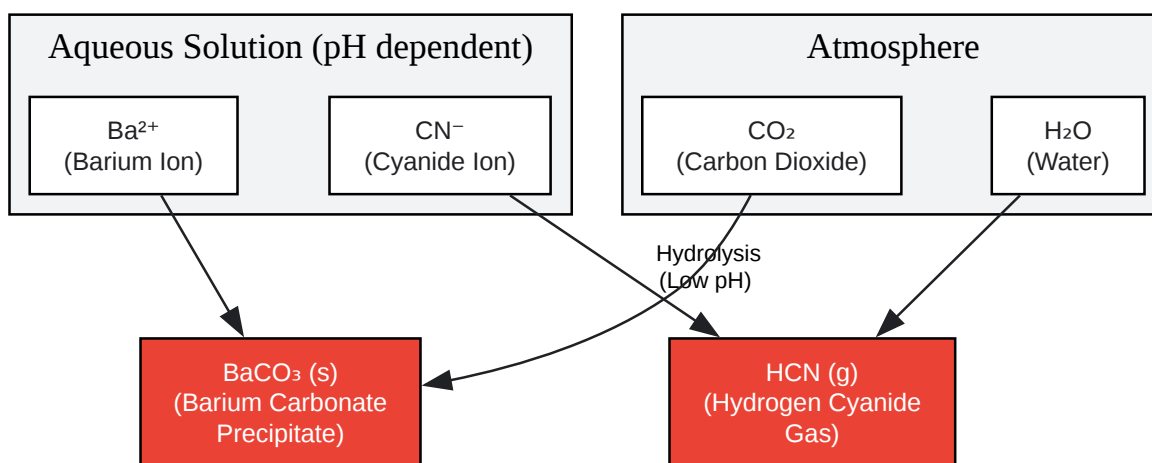 Aqueous Solution (pH dependent)
Atmosphere
Ba²⁺
(Barium Ion)
CN⁻
(Cyanide Ion)
CO₂
(Carbon Dioxide)
H₂O
(Water)
Hydrolysis
(Low pH)
BaCO₃ (s)
(Barium Carbonate
Precipitate)
HCN (g)
(Hydrogen Cyanide
Gas)